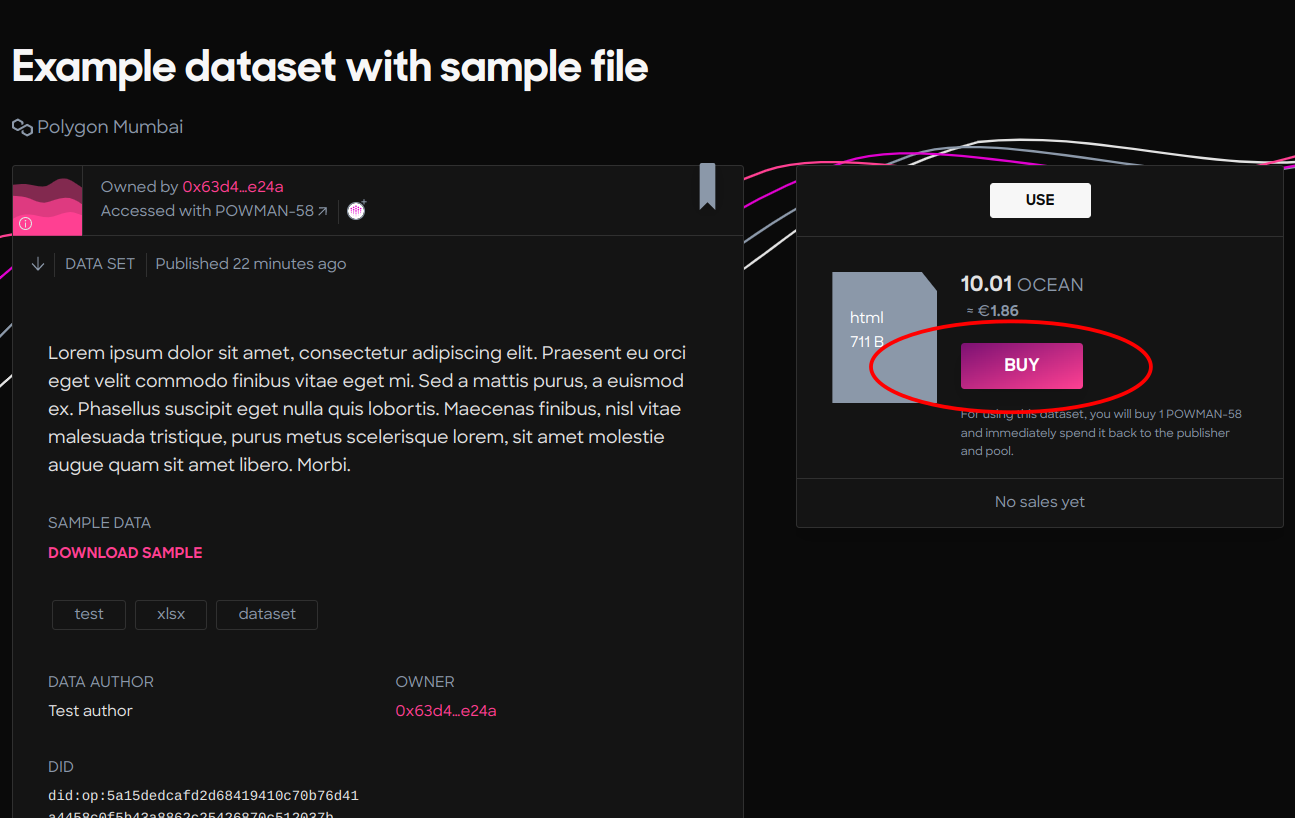 Example dataset with sample file
Polygon Mumbai
Owned by 0x63d4…e24a
Accessed with POWMAN-58 ↗
DATA SET
Published 22 minutes ago
Lorem ipsum dolor sit amet, consectetur adipiscing elit. Praesent eu orci
eget velit commodo finibus vitae eget mi. Sed a mattis purus, a euismod
ex. Phasellus suscipit eget nulla quis lobortis. Maecenas finibus, nisl vitae
malesuada tristique, purus metus scelerisque lorem, sit amet molestie
augue quam sit amet libero. Morbi.
SAMPLE DATA
DOWNLOAD SAMPLE
test
xlsx
dataset
DATA AUTHOR
Test author
OWNER
0x63d4…e24a
DID
did:op:5a15dedcafd2d68419410c70b76d41
a4458c0f5b43a8862c25426870c512037b
USE
html
711 B
10.01 OCEAN
≈ €1.86
BUY
For using this dataset, you will buy 1 POWMAN-58
and immediately spend it back to the publisher
and pool.
No sales yet